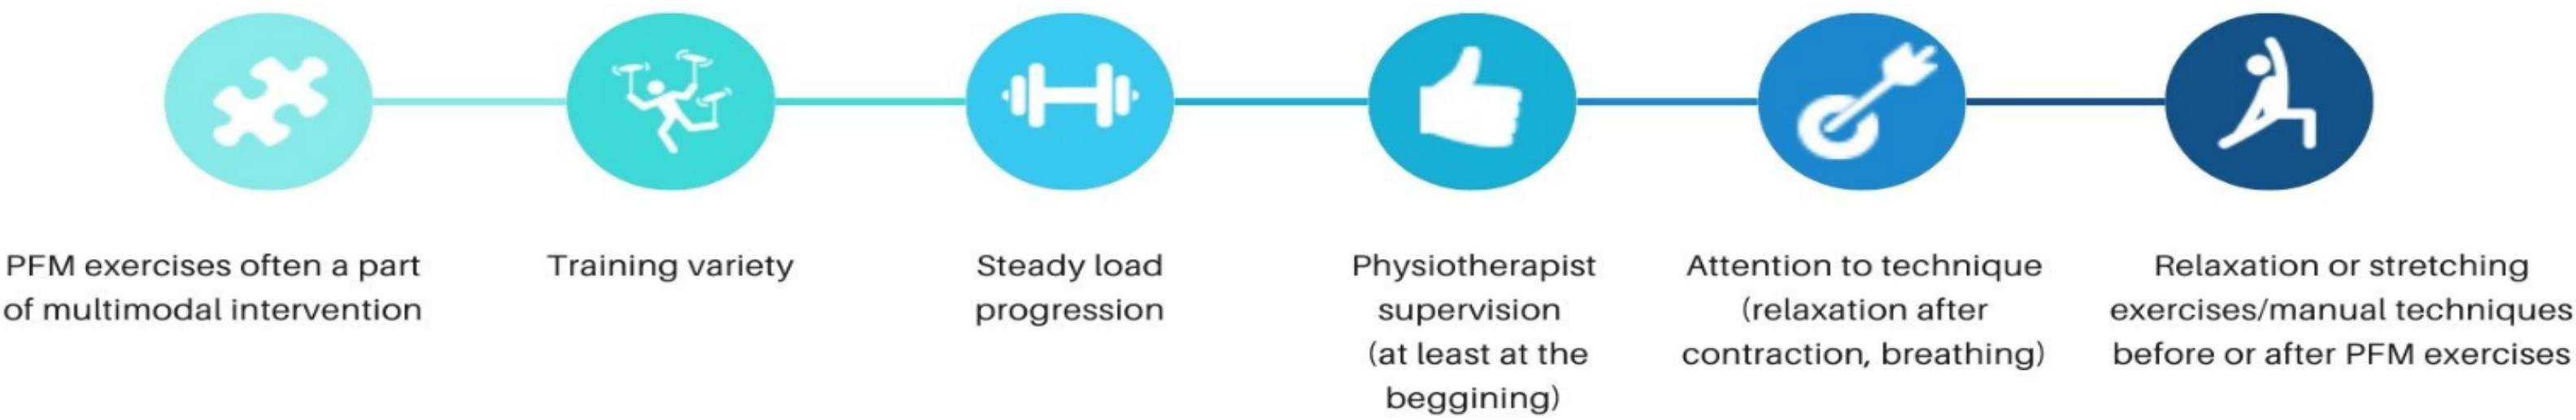 PFM exercises often a part
of multimodal intervention
Training variety
Steady load
progression
Physiotherapist
supervision
(at least at the
beggining)
Attention to technique
(relaxation after
contraction, breathing)
Relaxation or stretching
exercises/manual techniques
before or after PFM exercises